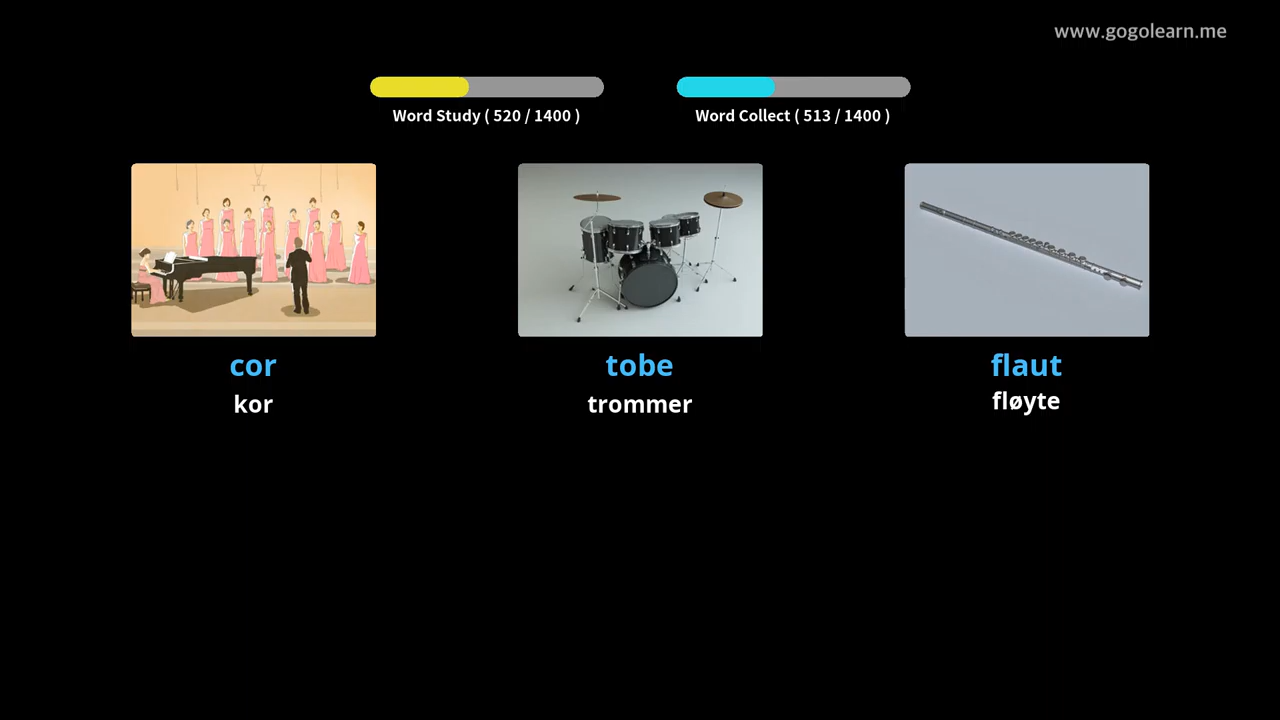 www.gogolearn.me
Word Study ( 520 / 1400 )
Word Collect ( 513 / 1400 )
cor
kor
tobe
trommer
flaut
fløyte